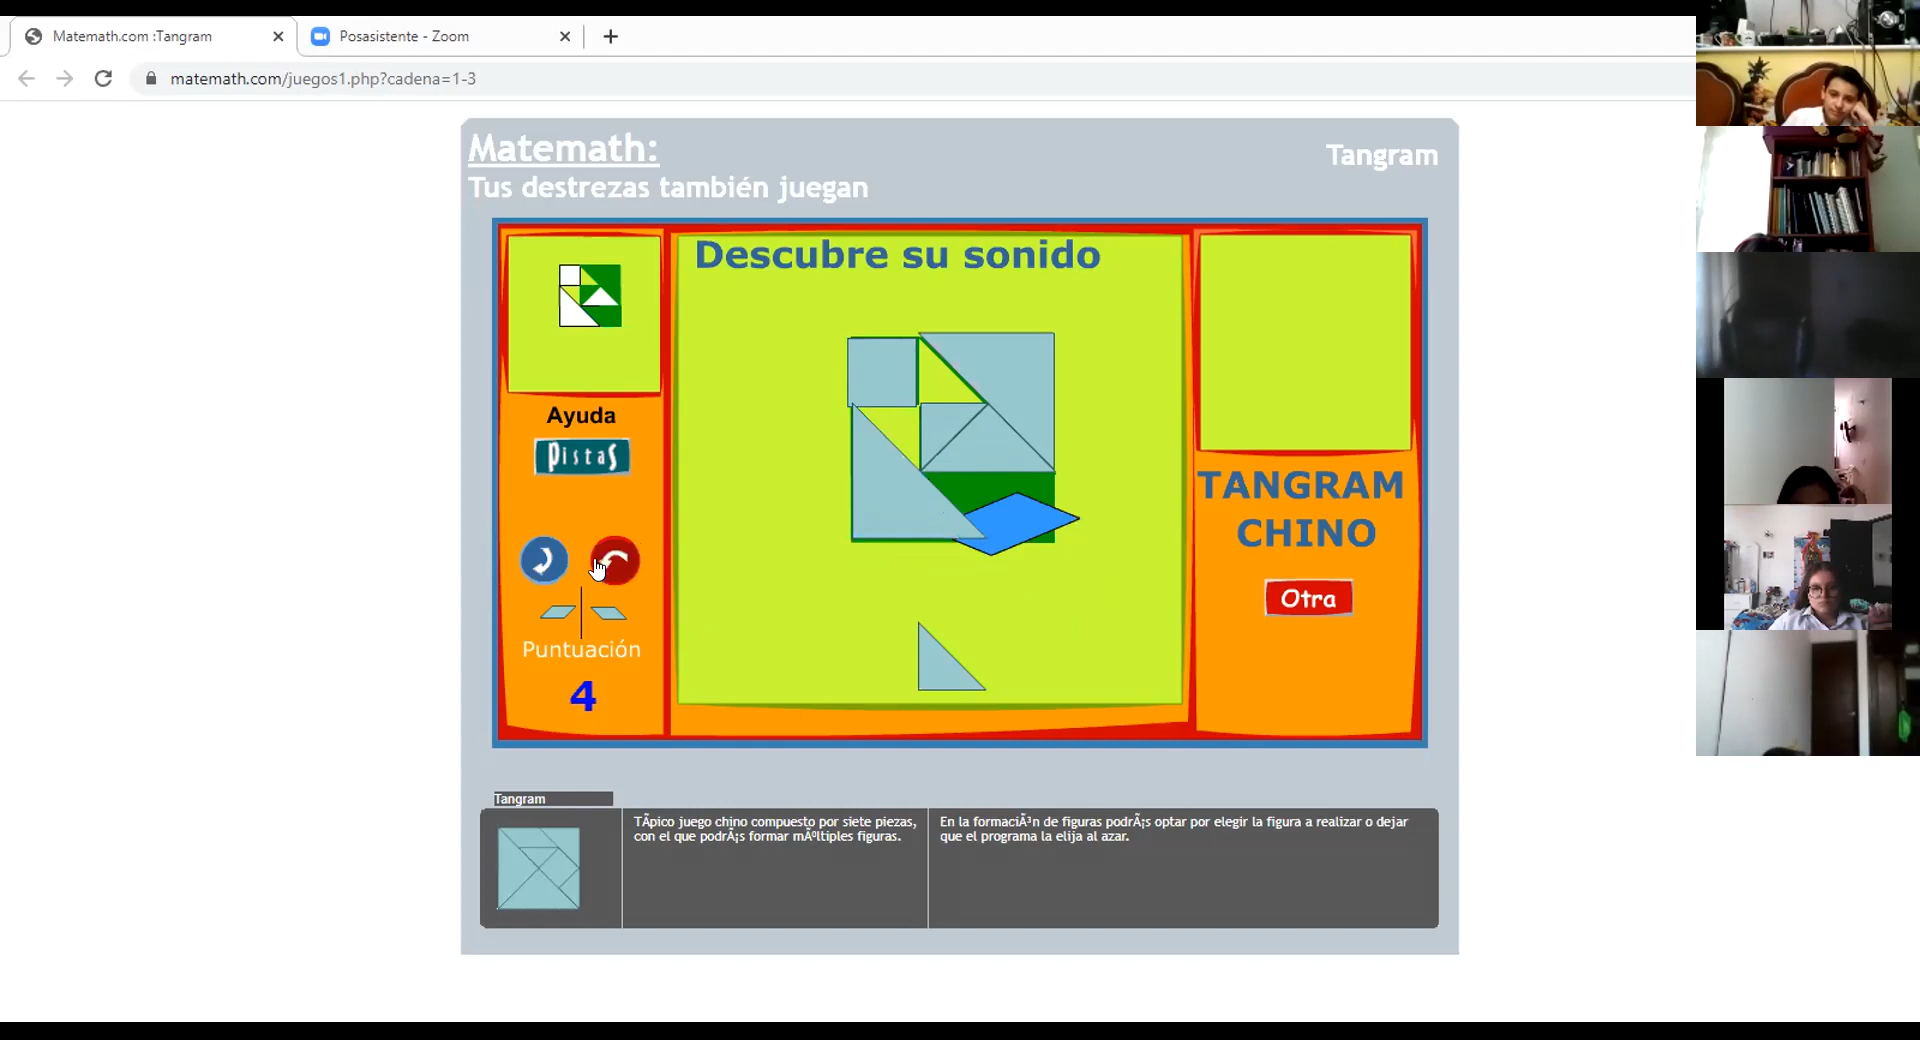 Matemath.com :Tangram
Posasistente - Zoom
matemath.com/juegos1.php?cadena=1-3
Matemath:
Tangram
Tus destrezas también juegan
Descubre su sonido
Ayuda
Pistas
Puntuación
4
TANGRAM
CHINO
Otra
Tangram
TÃpico juego chino compuesto por siete piezas,
con el que podrÃ¡s formar mÃºltiples figuras.
En la formaciÃ³n de figuras podrÃ¡s optar por elegir la figura a realizar o dejar
que el programa la elija al azar.